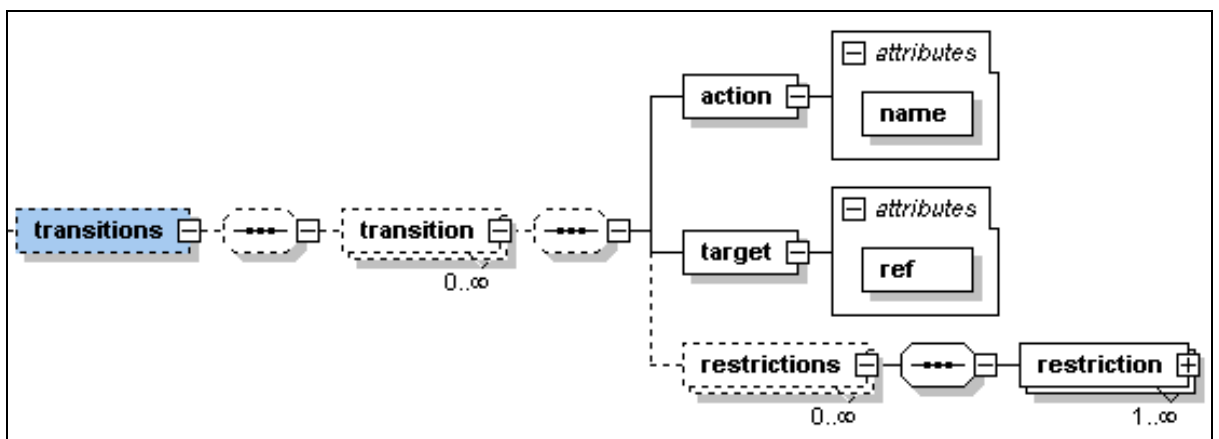 attributes
action
name
transitions
transition
0..∞
attributes
target
ref
restrictions
0..∞
restriction
1..∞